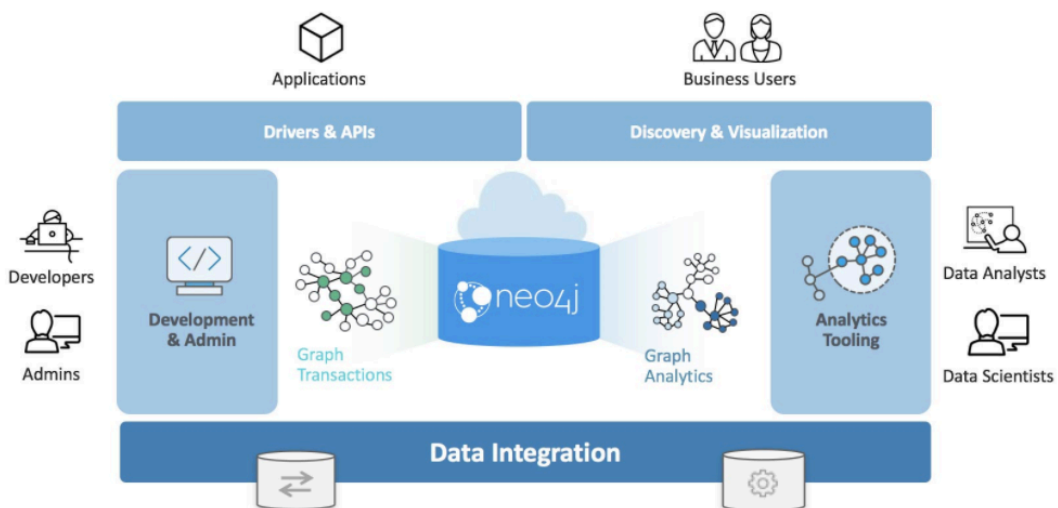 Applications
Business Users
Drivers & APIs
Discovery & Visualization
Developers
Admins
</>
Development
& Admin
Graph
Transactions
neo4j
Graph
Analytics
Analytics
Tooling
Data Analysts
Data Scientists
Data Integration